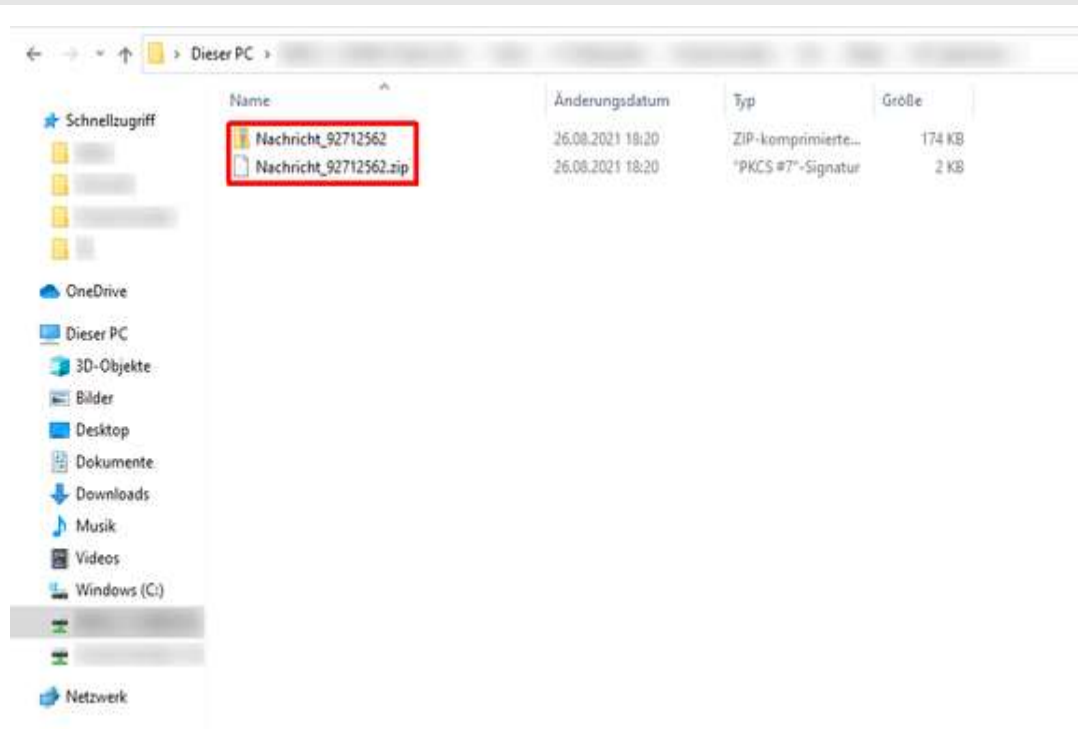 Dieser PC
Name Änderungsdatum Typ Größe
Nachricht_92712562 26.08.2021 18:20 ZIP-komprimierte... 174 KB
Nachricht_92712562.zip 26.08.2021 18:20 "PKCS #7"-Signatur 2 KB
Schnellzugriff
OneDrive
Dieser PC
3D-Objekte
Bilder
Desktop
Dokumente
Downloads
Musik
Videos
Windows (C:)
Netzwerk